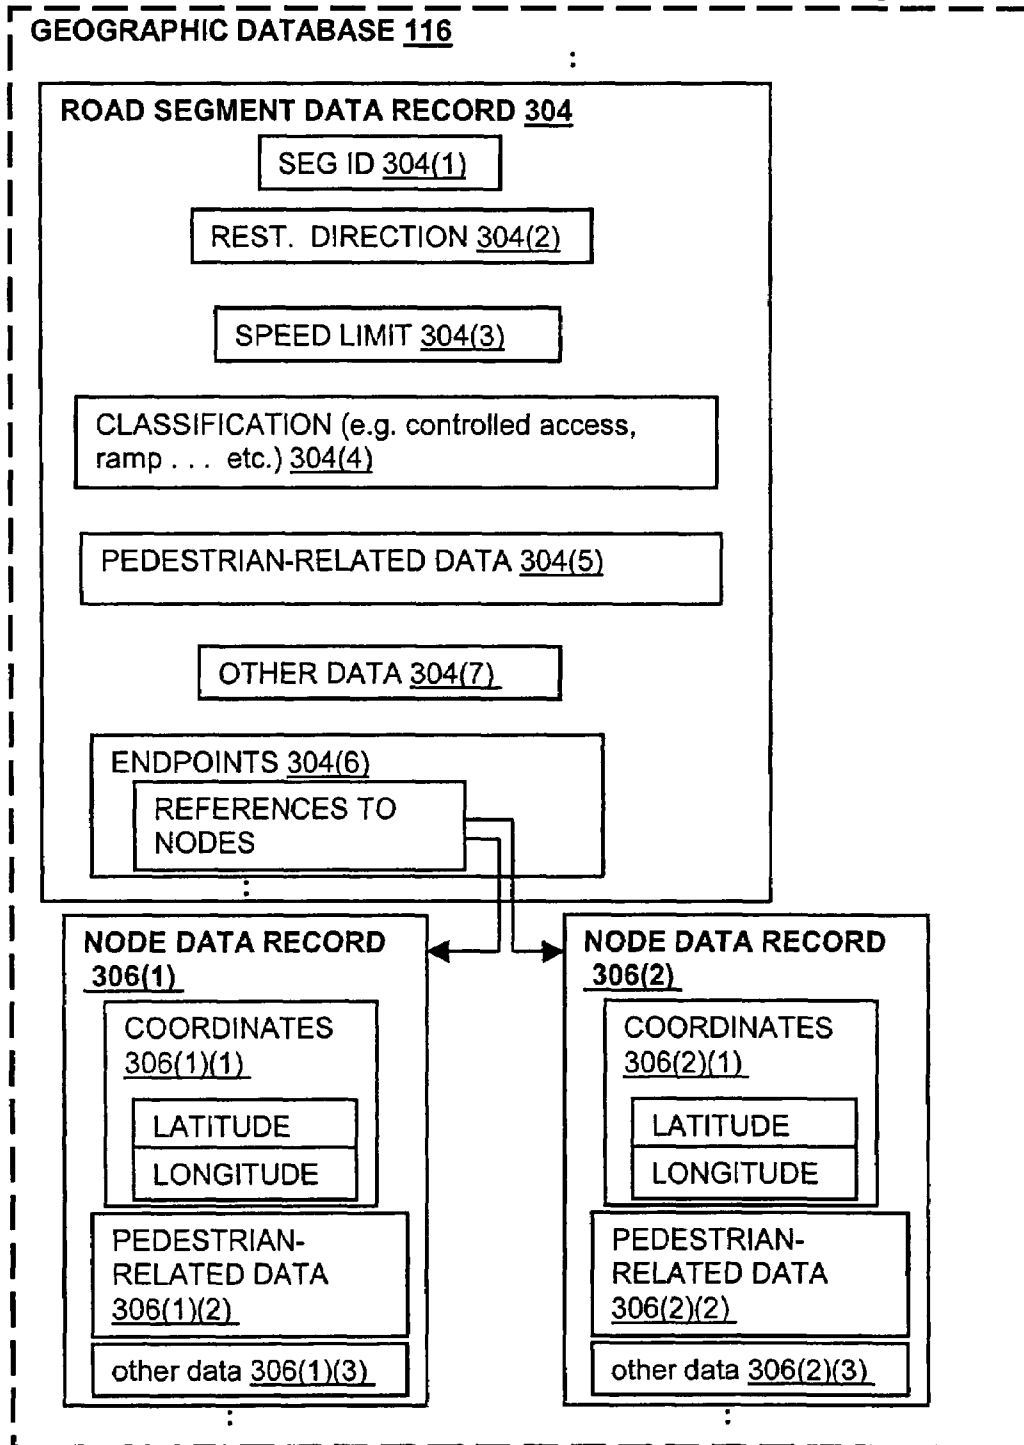 GEOGRAPHIC DATABASE 116
:
ROAD SEGMENT DATA RECORD 304
SEG ID 304(1)
REST. DIRECTION 304(2)
SPEED LIMIT 304(3)
CLASSIFICATION (e.g. controlled access,
ramp . . . etc.) 304(4)
PEDESTRIAN-RELATED DATA 304(5)
OTHER DATA 304(7)
ENDPOINTS 304(6)
REFERENCES TO
NODES
:
NODE DATA RECORD
306(1)
COORDINATES
306(1)(1)
LATITUDE
LONGITUDE
PEDESTRIAN-
RELATED DATA
306(1)(2)
other data 306(1)(3)
:
NODE DATA RECORD
306(2)
COORDINATES
306(2)(1)
LATITUDE
LONGITUDE
PEDESTRIAN-
RELATED DATA
306(2)(2)
other data 306(2)(3)
: